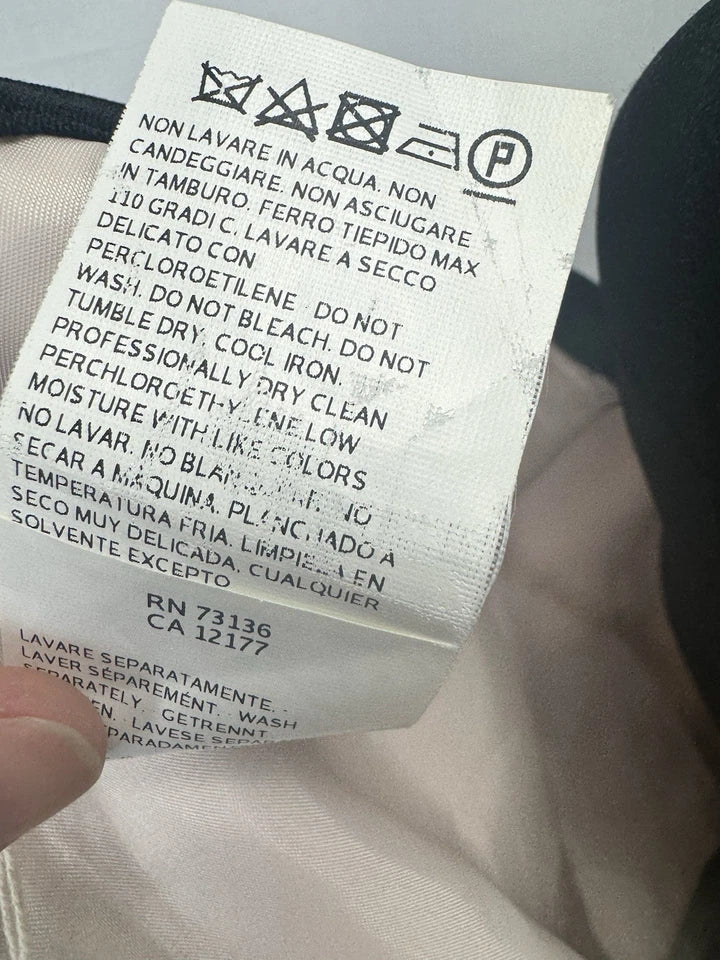 P
NON LAVARE IN ACQUA. NON
CANDEGGIARE. NON ASCIUGARE
IN TAMBURO. FERRO TIEPIDO MAX
110 GRADI C. LAVARE A SECCO
DELICATO CON
PERCLOROETILENE DO NOT
WASH. DO NOT BLEACH. DO NOT
TUMBLE DRY. COOL IRON.
PROFESSIONALLY DRY CLEAN
PERCHLOROETHYLENE LOW
MOISTURE WITH LIKE COLORS
NO LAVAR. NO NO
SECAR A MAQUINA. PLANCHADO A
TEMPERATURA FRIA. LIMPIEZA EN
SECO MUY DELICADA, CUALQUIER
SOLVENTE EXCEPTO
RN 73136
CA 12177
LAVARE SEPARATAMENTE. .
LAVER SÉPARÉMENT. . WASH
SEPARATELY. . GETRENNT
LAVESE